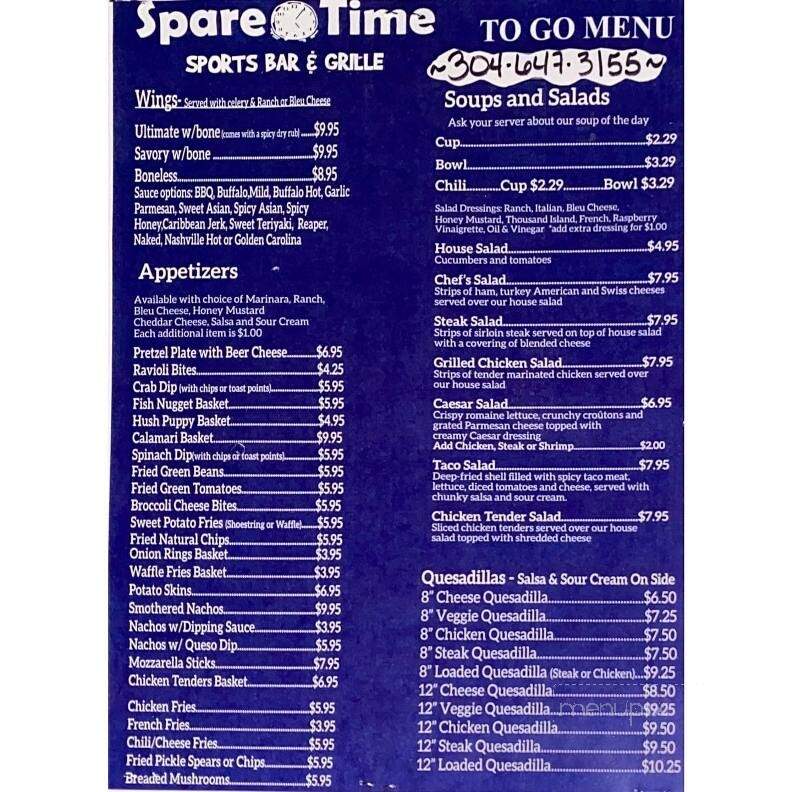 Spare Time
SPORTS BAR & GRILLE
Wings- Served with celery & Ranch or Bleu Cheese
Ultimate w/bone (comes with a spicy dry rub)......$9.95
Savory w/bone..............................$9.95
Boneless..........................................$8.95
Sauce options: BBQ, Buffalo,Mild, Buffalo Hot, Garlic
Parmesan, Sweet Asian, Spicy Asian, Spicy
Honey,Caribbean Jerk, Sweet Teriyaki, Reaper,
Naked, Nashville Hot or Golden Carolina
Appetizers
Available with choice of Marinara, Ranch,
Bleu Cheese, Honey Mustard
Cheddar Cheese, Salsa and Sour Cream
Each additional item is $1.00
Pretzel Plate with Beer Cheese.........$6.95
Ravioli Bites....................................$4.25
Crab Dip (with chips or toast points)..............$5.95
Fish Nugget Basket............................$5.95
Hush Puppy Basket...........................$4.95
Calamari Basket...............................$9.95
Spinach Dip(with chips or toast points)..........$5.95
Fried Green Beans.............................$5.95
Fried Green Tomatoes.......................$5.95
Broccoli Cheese Bites........................$5.95
Sweet Potato Fries (Shoestring or Waffle)....$5.95
Fried Natural Chips...........................$5.95
Onion Rings Basket...........................$3.95
Waffle Fries Basket...........................$3.95
Potato Skins.....................................$6.95
Smothered Nachos............................$9.95
Nachos w/Dipping Sauce...................$3.95
Nachos w/ Queso Dip........................$5.95
Mozzarella Sticks..............................$7.95
Chicken Tenders Basket....................$6.95
Chicken Fries...................................$5.95
French Fries.....................................$3.95
Chili/Cheese Fries.............................$5.95
Fried Pickle Spears or Chips..............$5.95
Breaded Mushrooms.........................$5.95
TO GO MENU
~304·647·3155~
Soups and Salads
Ask your server about our soup of the day
Cup...............................................$2.29
Bowl..............................................$3.29
Chili...........Cup $2.29.............Bowl $3.29
Salad Dressings: Ranch, Italian, Bleu Cheese,
Honey Mustard, Thousand Island, French, Raspberry
Vinaigrette, Oil & Vinegar *add extra dressing for $1.00
House Salad...................................$4.95
Cucumbers and tomatoes
Chef's Salad...................................$7.95
Strips of ham, turkey American and Swiss cheeses
served over our house salad
Steak Salad....................................$7.95
Strips of sirloin steak served on top of house salad
with a covering of blended cheese
Grilled Chicken Salad......................$7.95
Strips of tender marinated chicken served over
our house salad
Caesar Salad..................................$6.95
Crispy romaine lettuce, crunchy croûtons and
grated Parmesan cheese topped with
creamy Caesar dressing
Add Chicken, Steak or Shrimp......................$2.00
Taco Salad.....................................$7.95
Deep-fried shell filled with spicy taco meat,
lettuce, diced tomatoes and cheese, served with
chunky salsa and sour cream.
Chicken Tender Salad.....................$7.95
Sliced chicken tenders served over our house
salad topped with shredded cheese
Quesadillas - Salsa & Sour Cream On Side
8" Cheese Quesadilla........................$6.50
8" Veggie Quesadilla........................$7.25
8" Chicken Quesadilla......................$7.50
8" Steak Quesadilla..........................$7.50
8" Loaded Quesadilla (Steak or Chicken)...$9.25
12" Cheese Quesadilla......................$8.50
12" Veggie Quesadilla......................$9.25
12" Chicken Quesadilla.....................$9.50
12" Steak Quesadilla........................$9.50
12" Loaded Quesadilla.....................$10.25